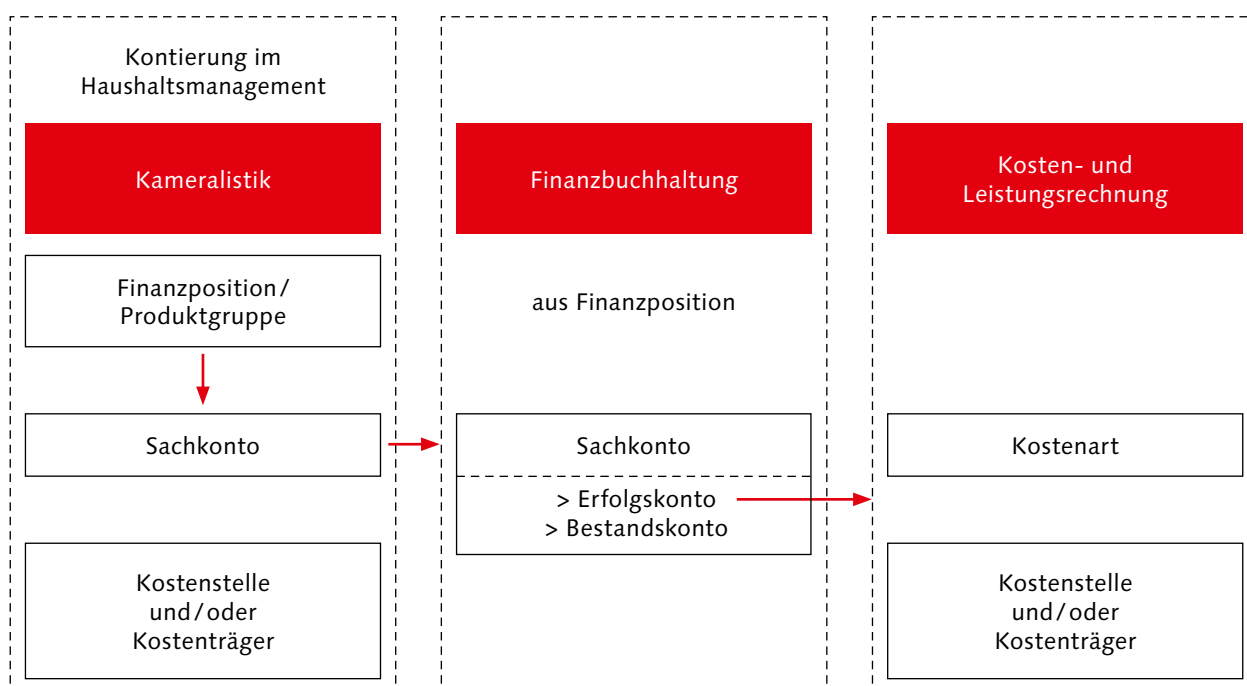 Kontierung im
Haushaltsmanagement
Kameralistik
Finanzposition/
Produktgruppe
Sachkonto
Kostenstelle
und/oder
Kostenträger
Finanzbuchhaltung
aus Finanzposition
Sachkonto
> Erfolgskonto
> Bestandskonto
Kosten- und
Leistungsrechnung
Kostenart
Kostenstelle
und/oder
Kostenträger